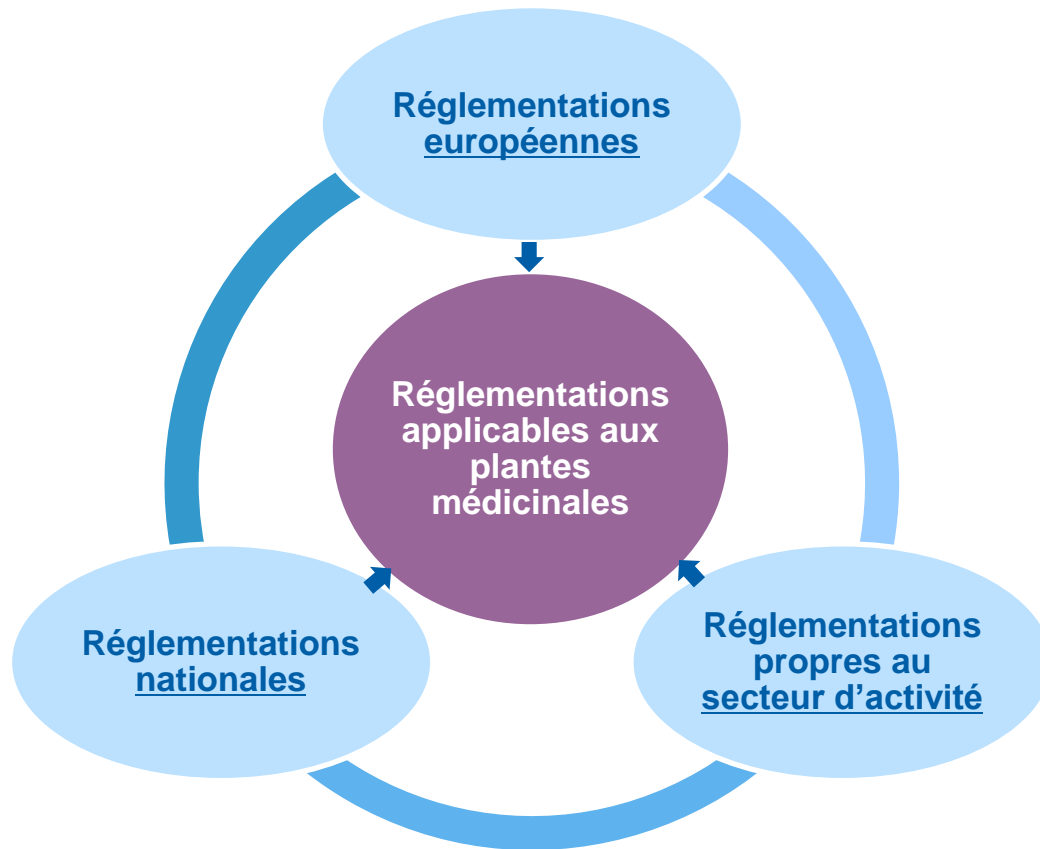 Réglementations
européennes
Réglementations
applicables aux
plantes
médicinales
Réglementations
nationales
Réglementations
propres au
secteur d’activité